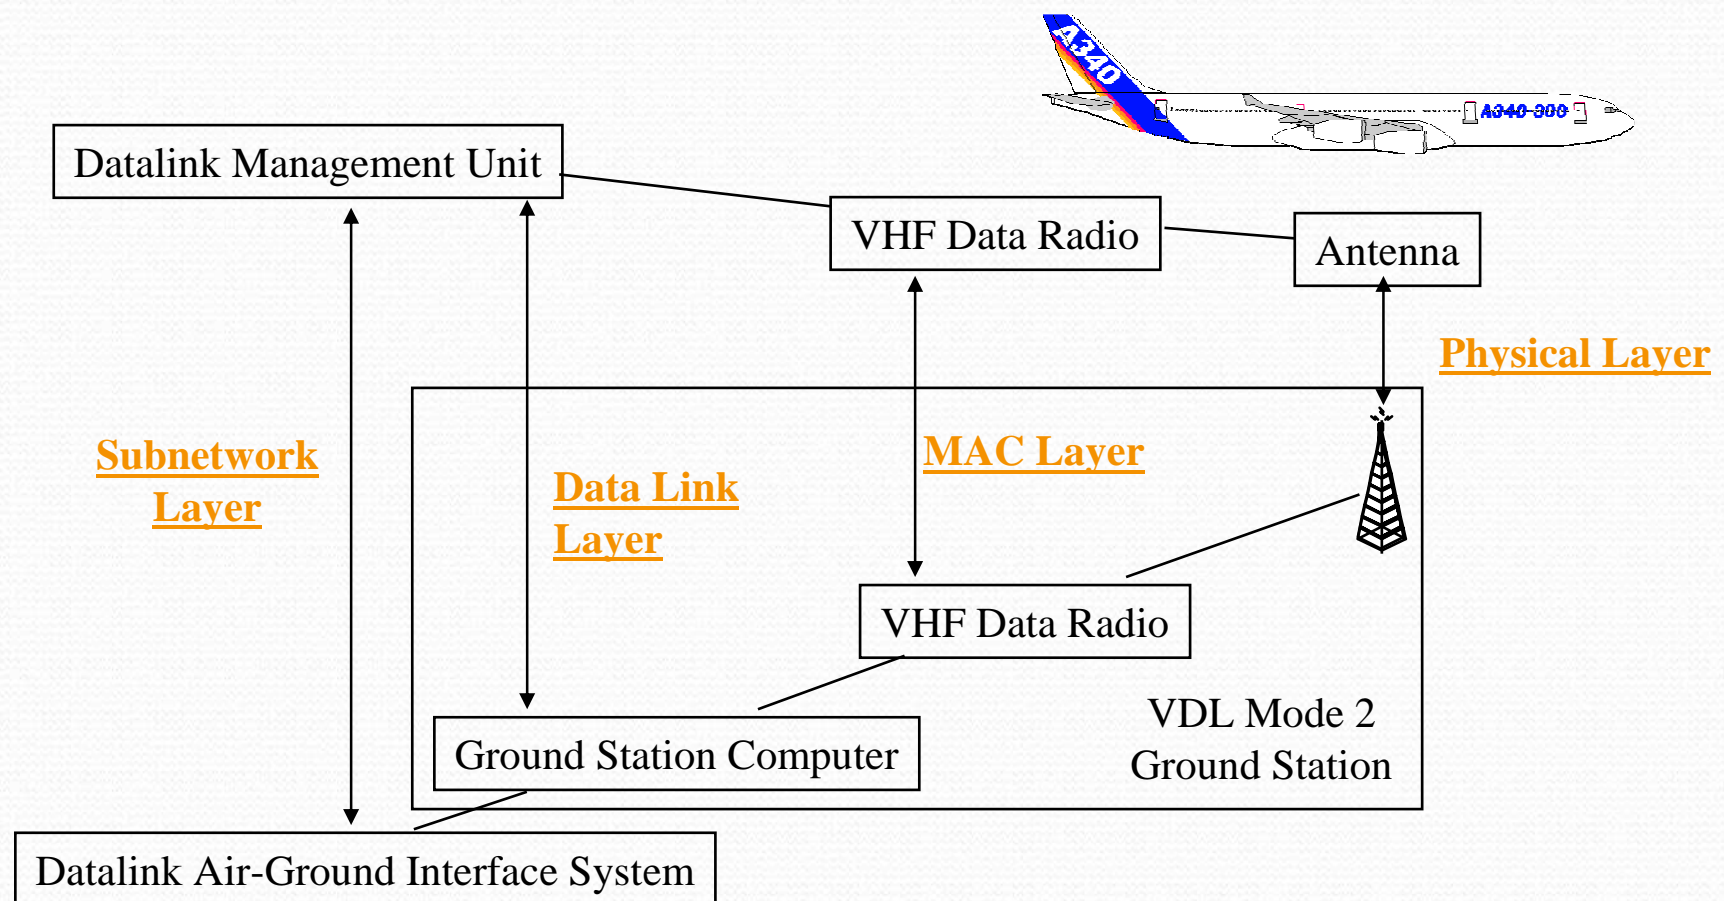 A340
A340-300
Datalink Management Unit
VHF Data Radio
Antenna
Physical Layer
Subnetwork
Layer
Data Link
Layer
MAC Layer
VHF Data Radio
Ground Station Computer
VDL Mode 2
Ground Station
Datalink Air-Ground Interface System